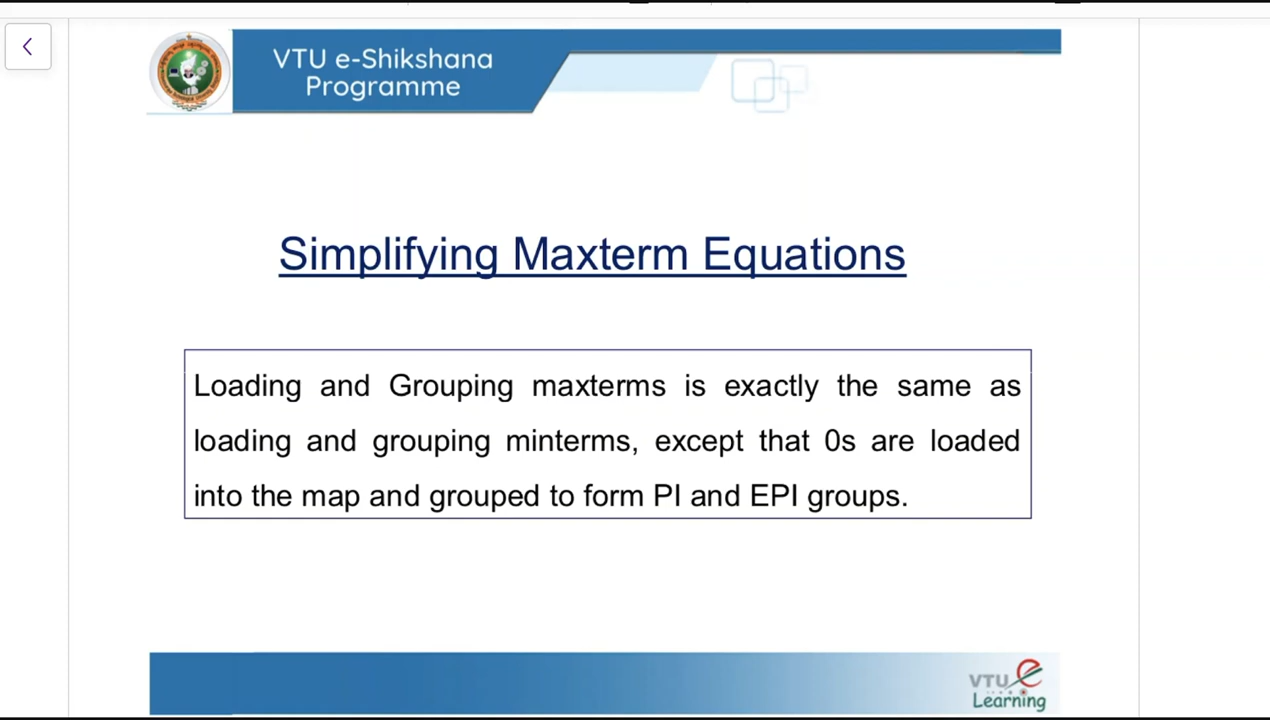 VTU e-Shikshana
Programme
Simplifying Maxterm Equations
Loading and Grouping maxterms is exactly the same as
loading and grouping minterms, except that 0s are loaded
into the map and grouped to form PI and EPI groups.
VTU e
Learning